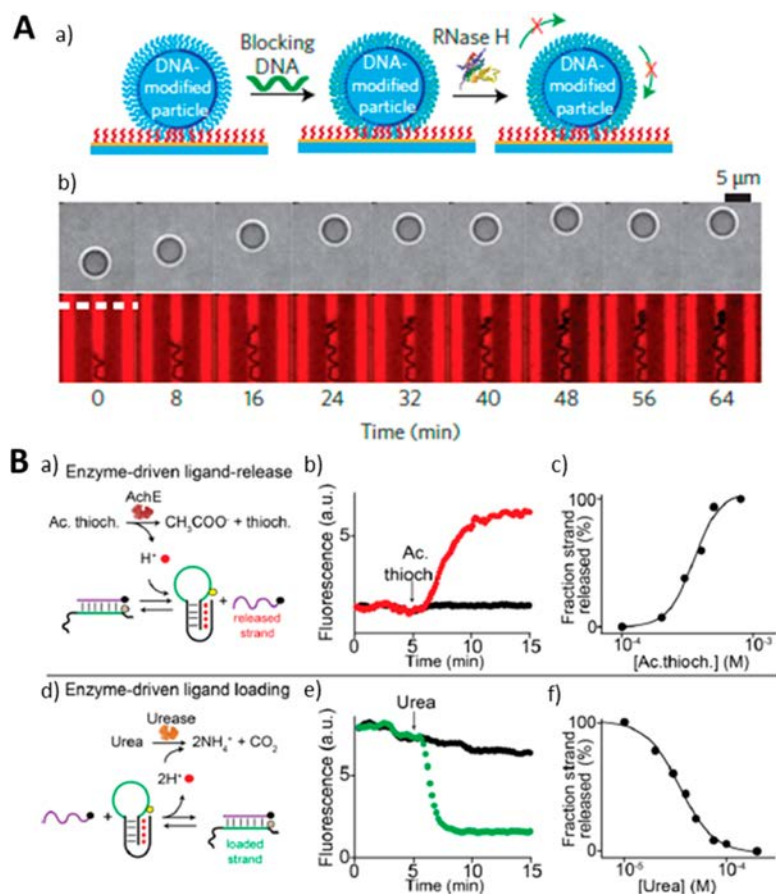 A
a)
Blocking
DNA
RNase H
DNA-
modified
particle
DNA-
modified
particle
DNA-
modified
particle
b)
5 μm
0 8 16 24 32 40 48 56 64
Time (min)
B
a) Enzyme-driven ligand-release
AchE
Ac. thioch. CH3COO- + thioch.
H+
+
released
strand
b)
Fluorescence (a.u.)
5
Ac.
thioch
0 5 10 15
Time (min)
c)
Fraction strand
released (%)
100
50
0
10-4 10-3
[Ac.thioch.] (M)
d) Enzyme-driven ligand loading
Urease
Urea 2NH4+ + CO2
2H+
+
loaded
strand
e)
Urea
Fluorescence (a.u.)
7
0
0 5 10 15
Time (min)
f)
Fraction strand
released (%)
100
50
0
10-5 10-4
[Urea] (M)